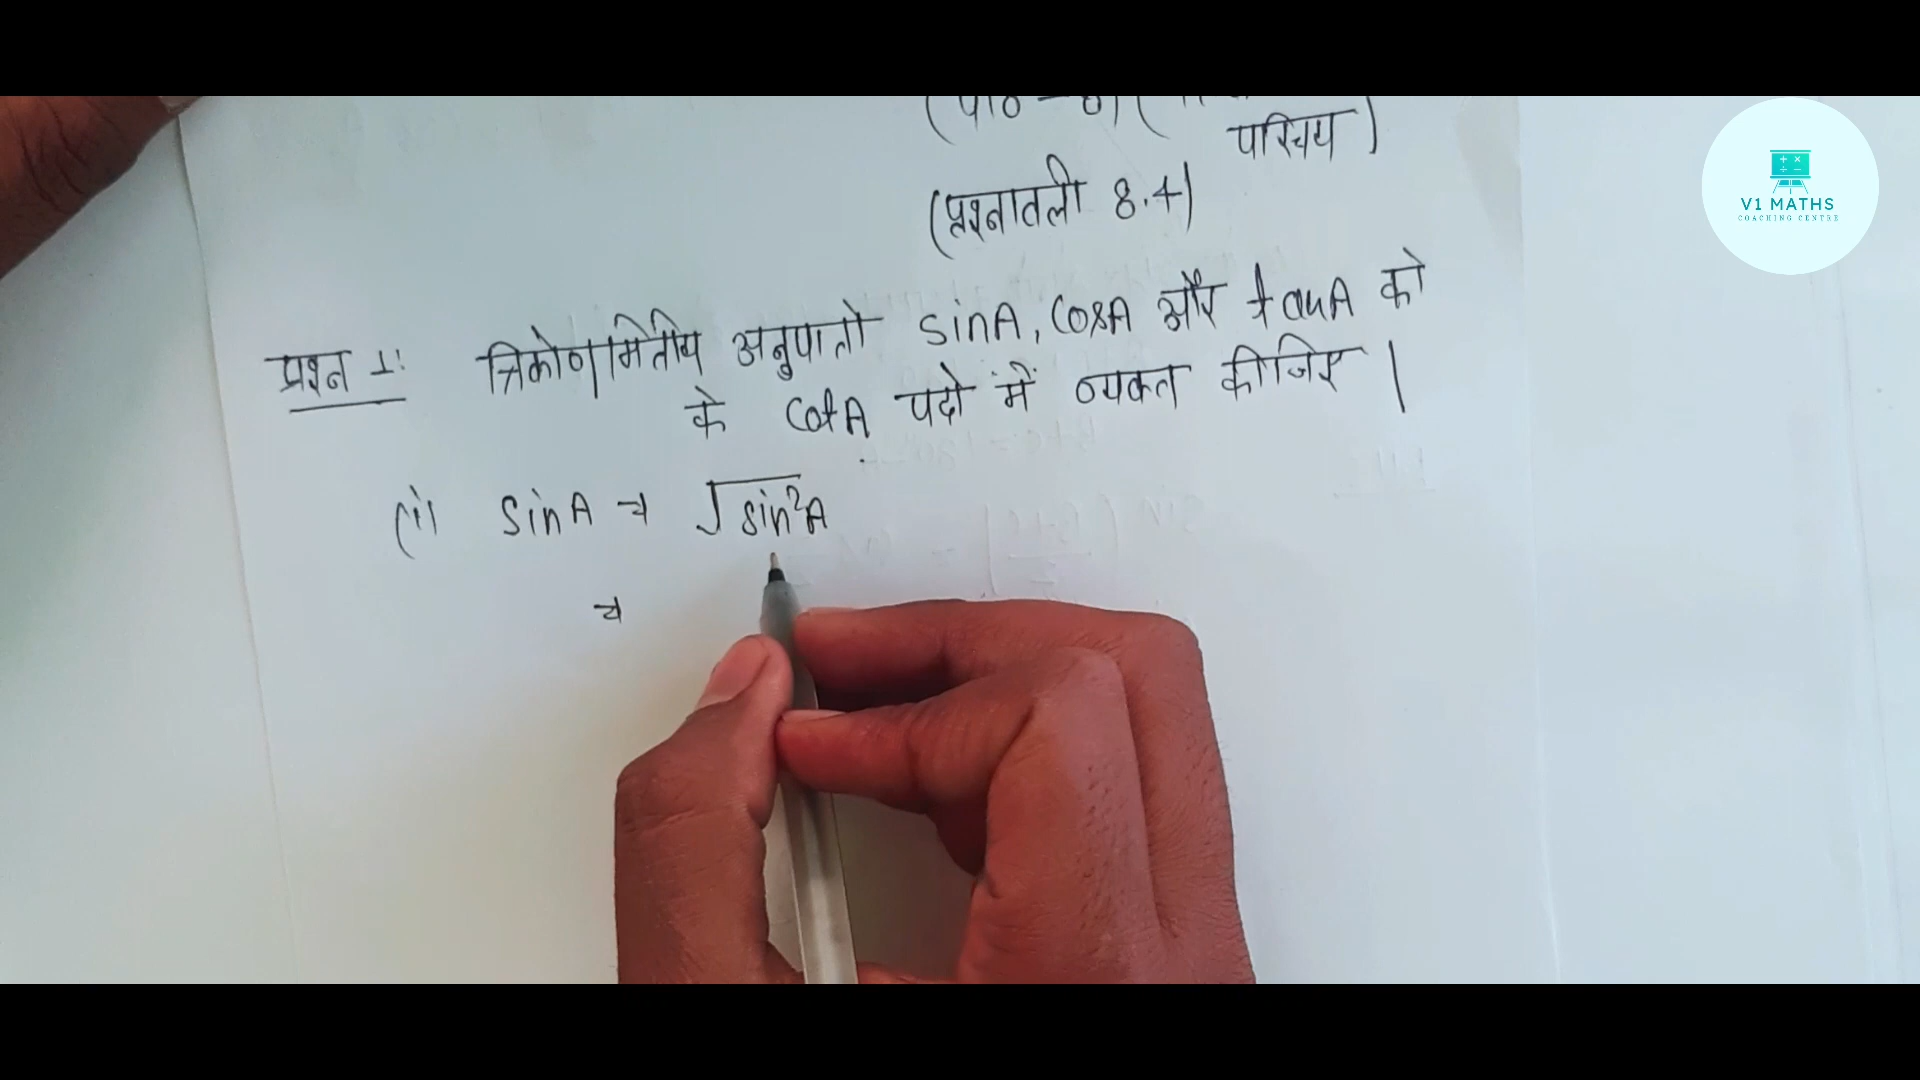 परिचय)
(प्रश्नावली 8.4)
प्रश्न 1: त्रिकोणमितीय अनुपातो sinA, CosA और tanA को
के CotA पदो में व्यक्त कीजिए।
(i) SinA ⇒ √sin²A
⇒
+ ×
÷ −
V1 MATHS
COACHING CENTRE